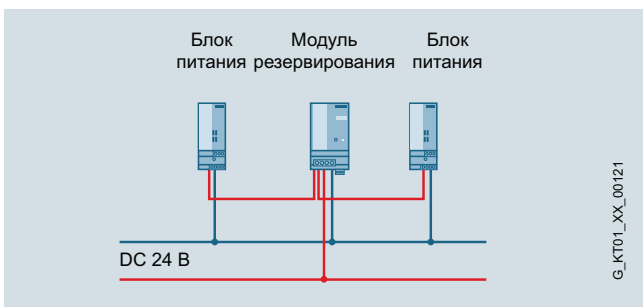 Блок
питания
Модуль
резервирования
Блок
питания
DC 24 В
G_KT01_XX_00121